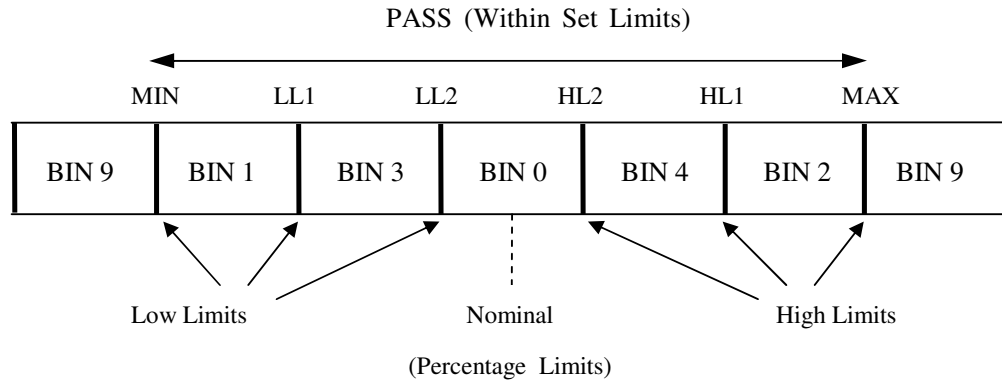 PASS (Within Set Limits)
MIN LL1 LL2 HL2 HL1 MAX
BIN 9 BIN 1 BIN 3 BIN 0 BIN 4 BIN 2 BIN 9
Low Limits Nominal High Limits
(Percentage Limits)